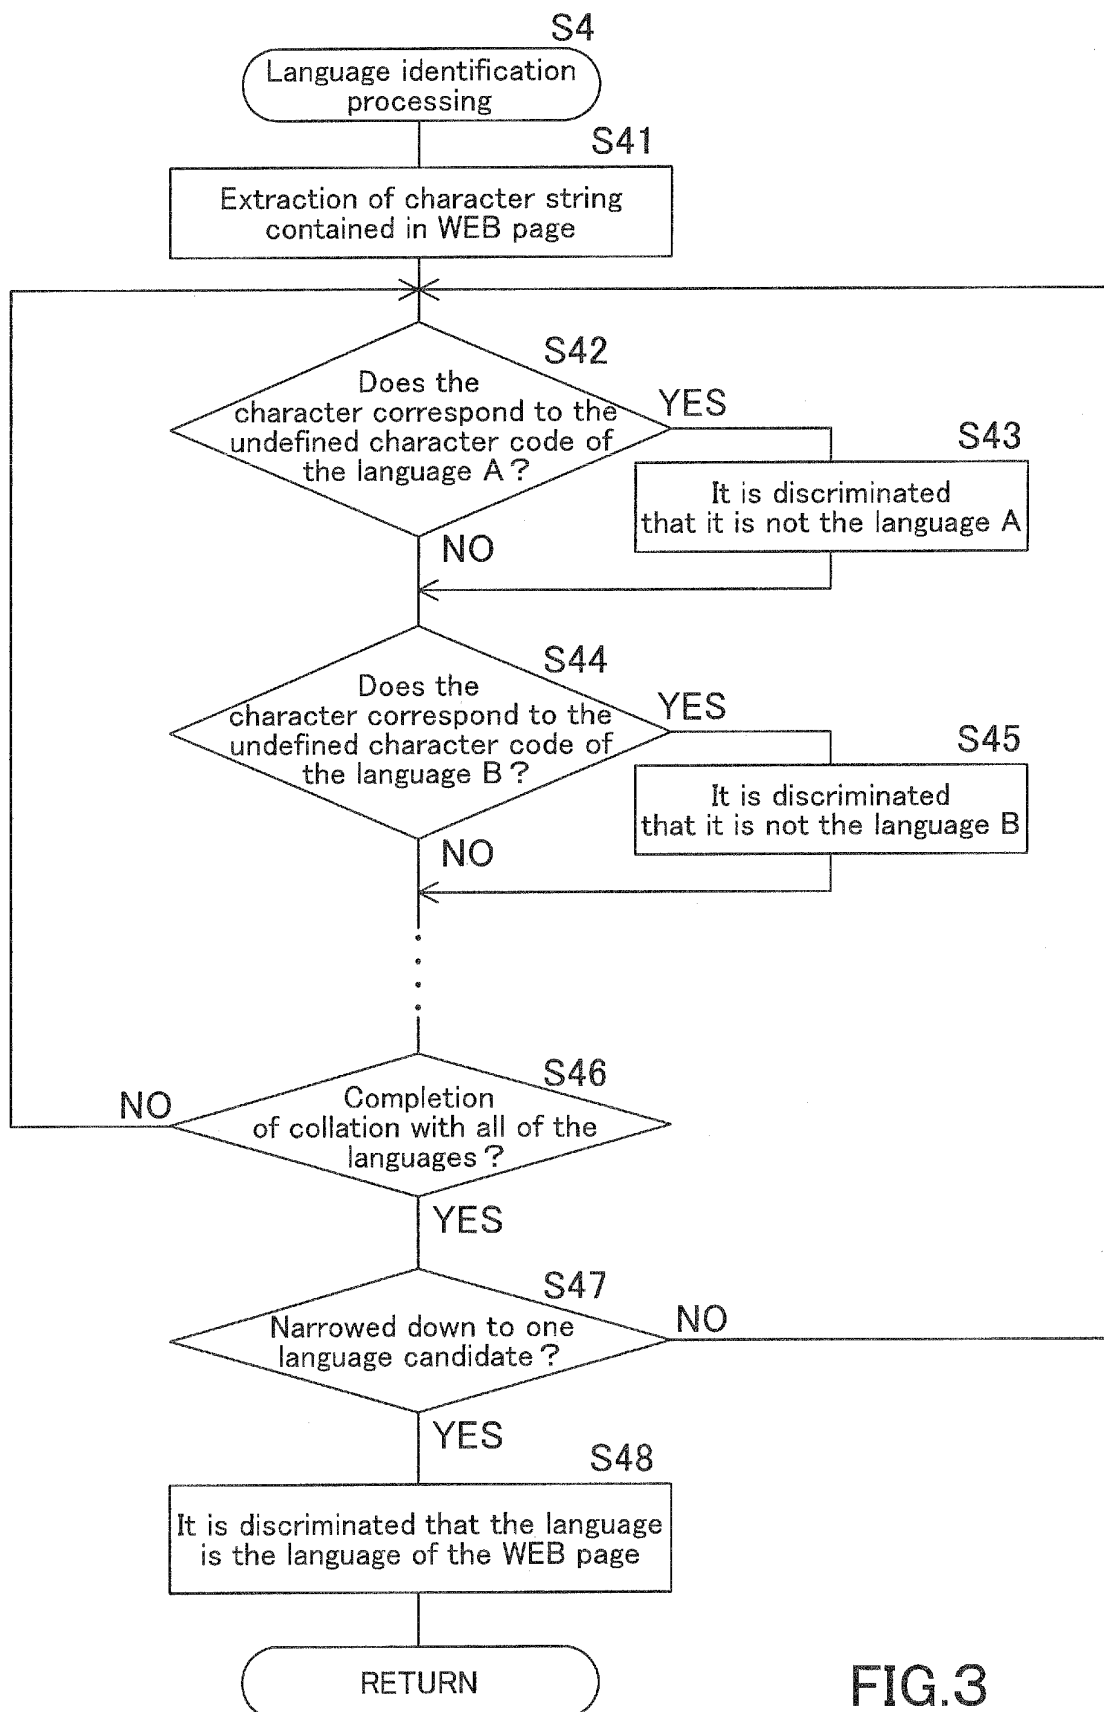 S4
Language identification
processing
S41
Extraction of character string
contained in WEB page
S42
Does the
character correspond to the
undefined character code of
the language A?
YES
S43
It is discriminated
that it is not the language A
NO
S44
Does the
character correspond to the
undefined character code of
the language B?
YES
S45
It is discriminated
that it is not the language B
NO
S46
Completion
of collation with all of the
languages?
NO
YES
S47
Narrowed down to one
language candidate?
NO
YES
S48
It is discriminated that the language
is the language of the WEB page
RETURN
FIG.3